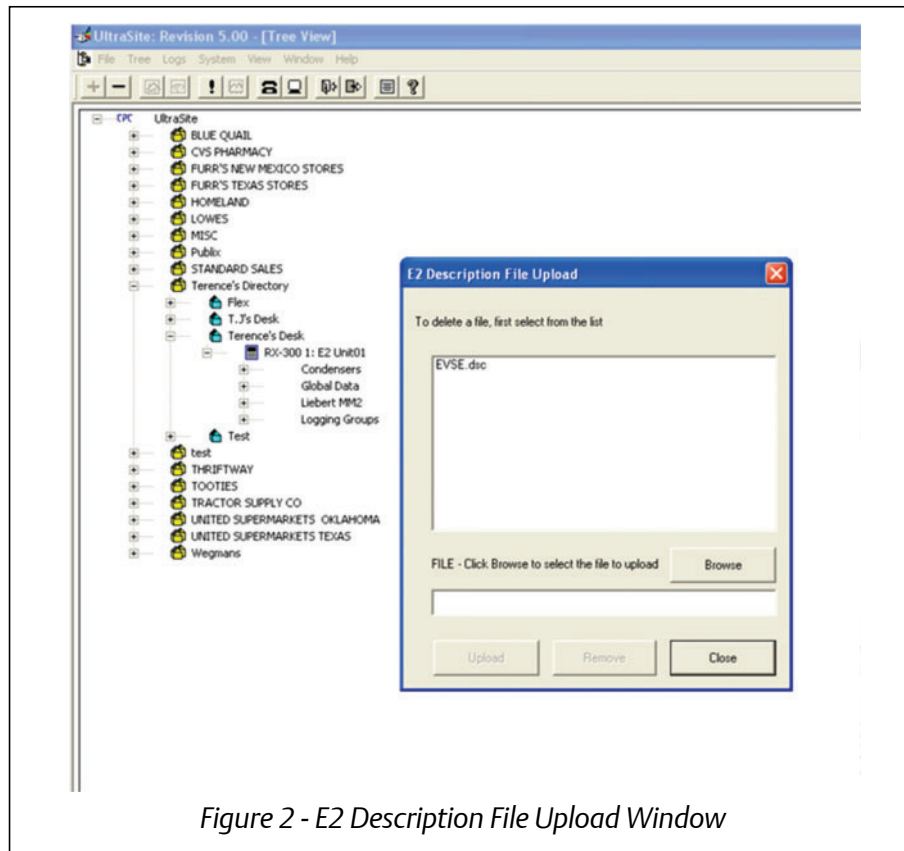 UltraSite: Revision 5.00 - [Tree View]
File Tree Logs System View Window Help
CPC UltraSite
BLUE QUAIL
CVS PHARMACY
FURR'S NEW MEXICO STORES
FURR'S TEXAS STORES
HOMELAND
LOWES
MISC
Publix
STANDARD SALES
Terence's Directory
Flex
T.J's Desk
Terence's Desk
RX-300 1: E2 Unit01
Condensers
Global Data
Liebert MM2
Logging Groups
Test
test
THRIFTWAY
TOOTIES
TRACTOR SUPPLY CO
UNITED SUPERMARKETS OKLAHOMA
UNITED SUPERMARKETS TEXAS
Wegmans
E2 Description File Upload
To delete a file, first select from the list
EVSE.dsc
FILE - Click Browse to select the file to upload
Browse
Upload Remove Close
Figure 2 - E2 Description File Upload Window